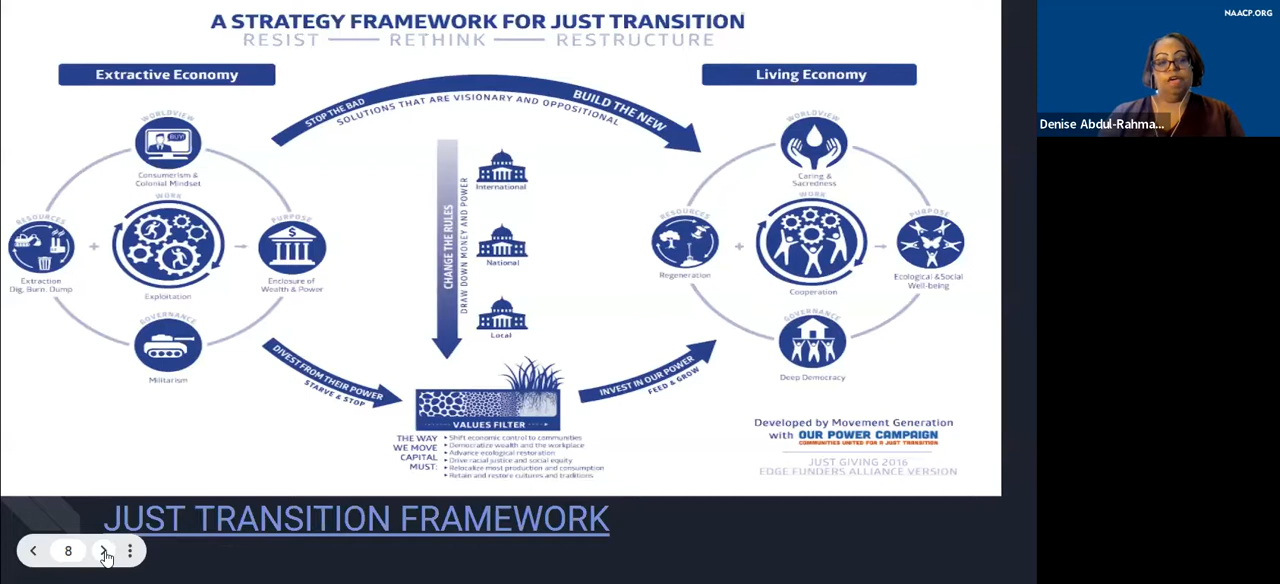 A STRATEGY FRAMEWORK FOR JUST TRANSITION
RESIST — RETHINK — RESTRUCTURE
Extractive Economy
WORLDVIEW
BUY!
Consumerism &
Colonial Mindset
RESOURCES
Extraction
Dig, Burn, Dump
WORK
Exploitation
PURPOSE
$
Enclosure of
Wealth & Power
GOVERNANCE
Militarism
STOP THE BAD
BUILD THE NEW
SOLUTIONS THAT ARE VISIONARY AND OPPOSITIONAL
CHANGE THE RULES
DRAW DOWN MONEY AND POWER
International
National
Local
DIVEST FROM THEIR POWER
STARVE & STOP
INVEST IN OUR POWER
FEED & GROW
VALUES FILTER
THE WAY
WE MOVE
CAPITAL
MUST:
• Shift economic control to communities
• Democratize wealth and the workplace
• Advance ecological restoration
• Drive racial justice and social equity
• Relocalize most production and consumption
• Retain and restore cultures and traditions
Living Economy
WORLDVIEW
Caring &
Sacredness
RESOURCES
Regeneration
WORK
Cooperation
PURPOSE
Ecological & Social
Well-being
GOVERNANCE
Deep Democracy
Developed by Movement Generation
with OUR POWER CAMPAIGN
COMMUNITIES UNITED FOR A JUST TRANSITION
JUST GIVING 2016
EDGE FUNDERS ALLIANCE VERSION
JUST TRANSITION FRAMEWORK
8
NAACP.ORG
Denise Abdul-Rahma...